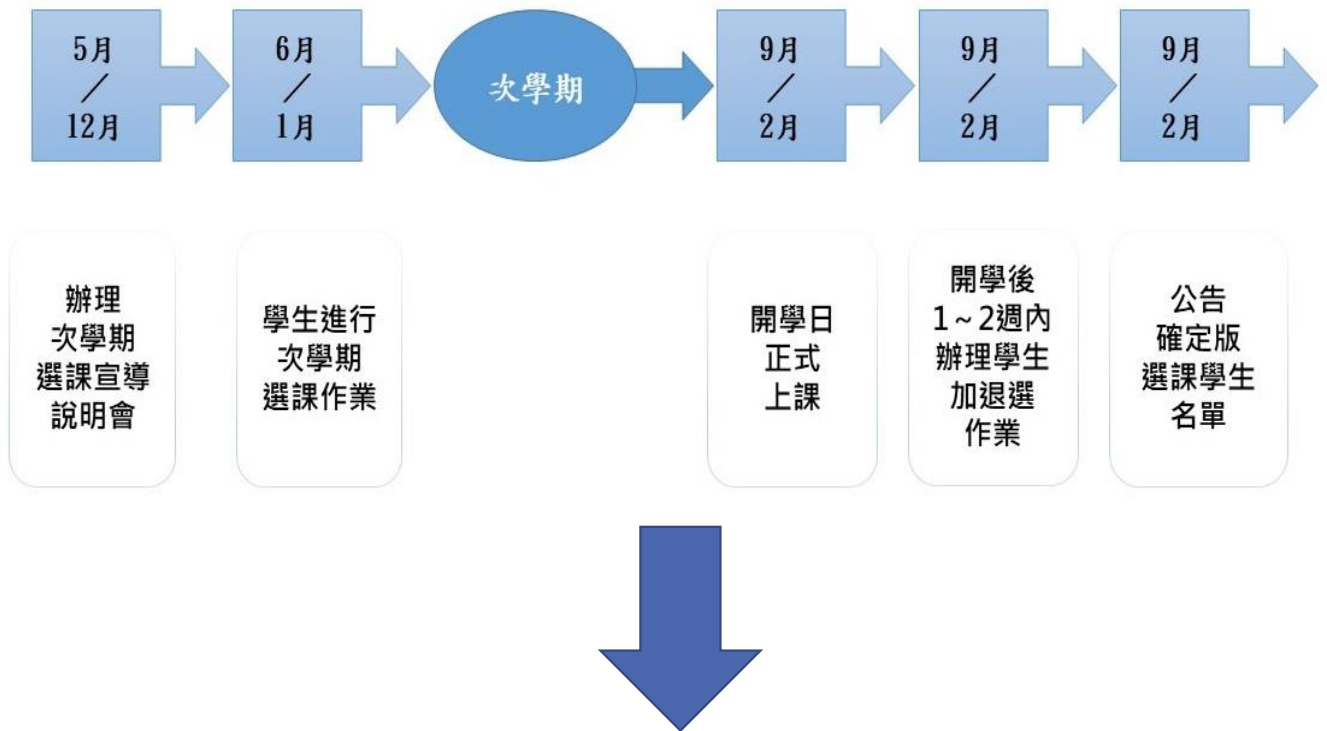 5月
／
12月
6月
／
1月
次學期
9月
／
2月
9月
／
2月
9月
／
2月
辦理
次學期
選課宣導
說明會
學生進行
次學期
選課作業
開學日
正式
上課
開學後
1~2週內
辦理學生
加退選
作業
公告
確定版
選課學生
名單